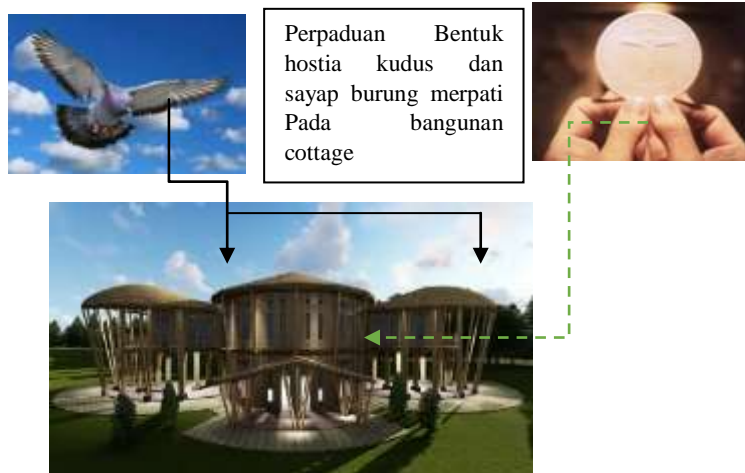 Perpaduan Bentuk
hostia kudus dan
sayap burung merpati
Pada bangunan
cottage